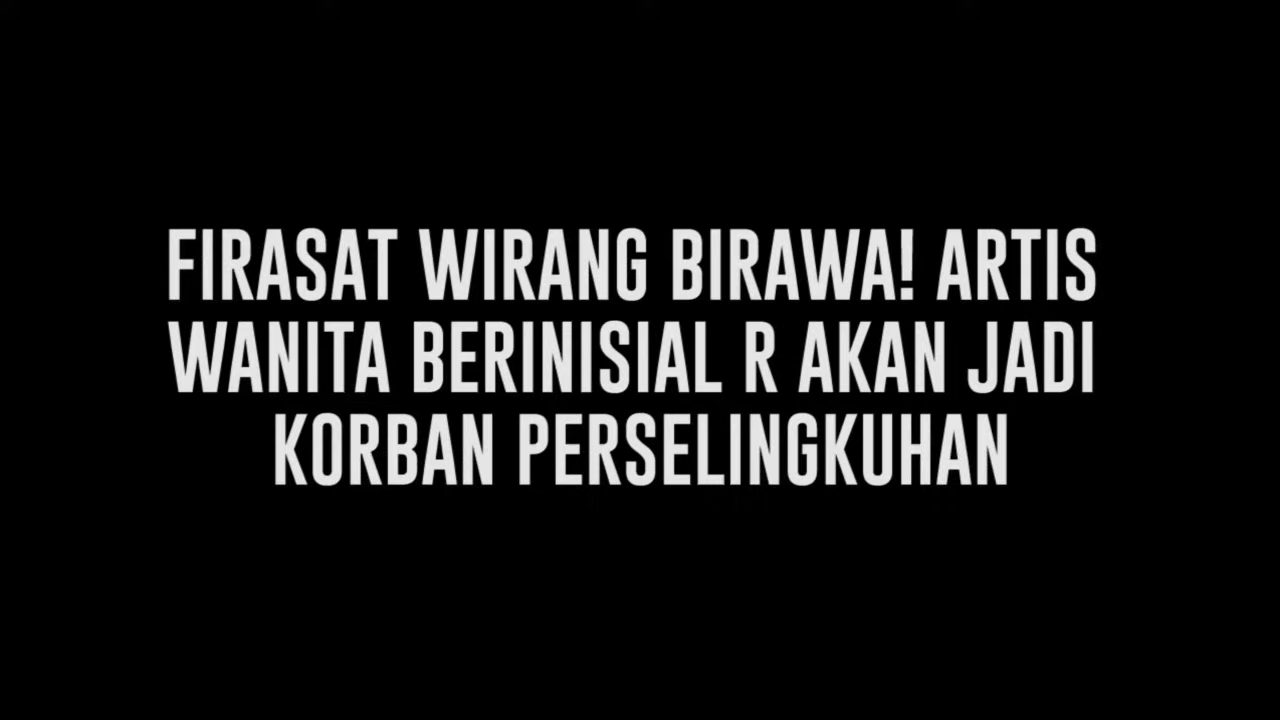 FIRASAT WIRANG BIRAWA! ARTIS
WANITA BERINISIAL R AKAN JADI
KORBAN PERSELINGKUHAN